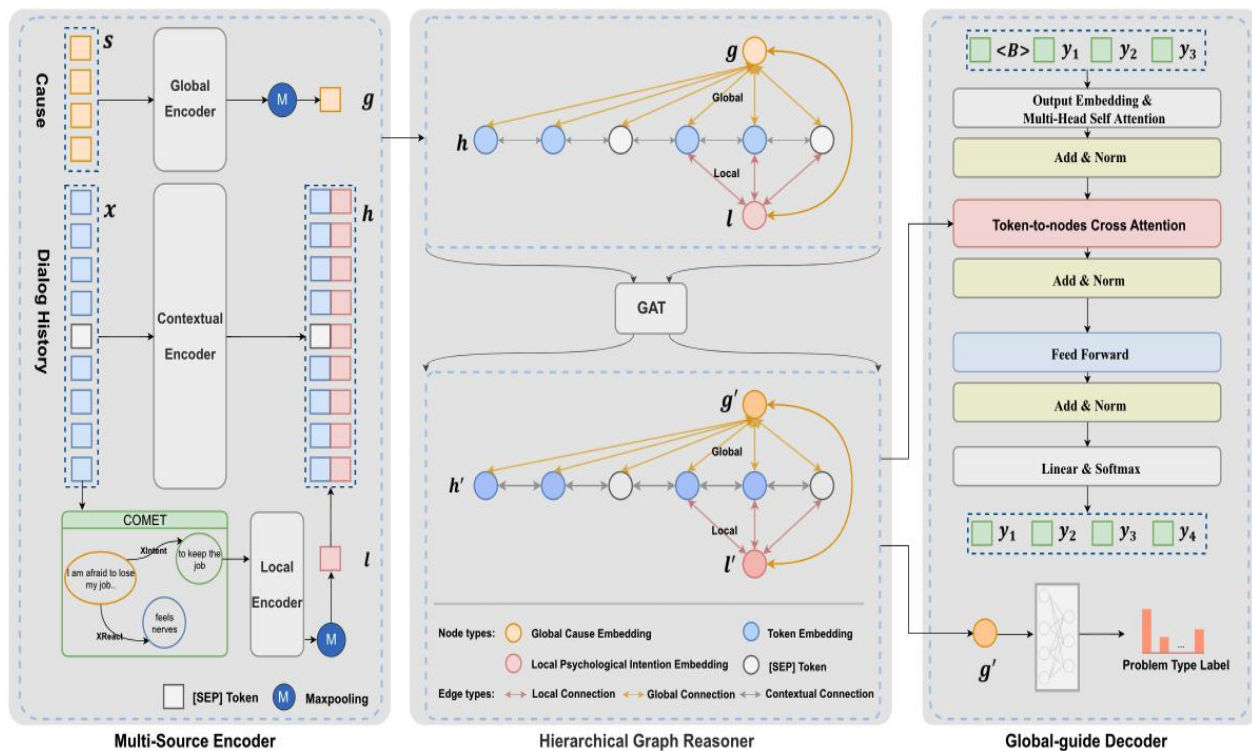 Cause
s
Global
Encoder
M
g
Dialog History
x
Contextual
Encoder
h
COMET
XIntent
to keep the
job
I am afraid to lose
my job..
XReact
feels
nerves
Local
Encoder
l
M
[SEP] Token
M
Maxpooling
Multi-Source Encoder
g
Global
h
Local
l
GAT
g'
Global
h'
Local
l'
Node types:
Global Cause Embedding
Token Embedding
Local Psychological Intention Embedding
[SEP] Token
Edge types:
Local Connection
Global Connection
Contextual Connection
Hierarchical Graph Reasoner
<B> y1 y2 y3
Output Embedding &
Multi-Head Self Attention
Add & Norm
Token-to-nodes Cross Attention
Add & Norm
Feed Forward
Add & Norm
Linear & Softmax
y1 y2 y3 y4
g'
...
Problem Type Label
Global-guide Decoder